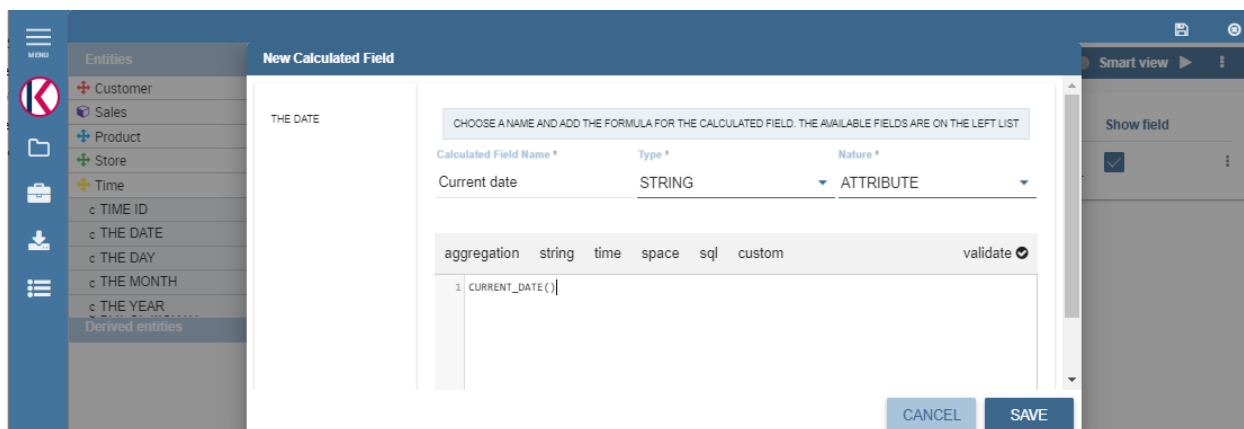 MENU
Entities
Customer
Sales
Product
Store
Time
c TIME ID
c THE DATE
c THE DAY
c THE MONTH
c THE YEAR
Derived entities
New Calculated Field
THE DATE
CHOOSE A NAME AND ADD THE FORMULA FOR THE CALCULATED FIELD. THE AVAILABLE FIELDS ARE ON THE LEFT LIST
Calculated Field Name * Type * Nature *
Current date STRING ATTRIBUTE
aggregation string time space sql custom validate
1 CURRENT_DATE()
CANCEL SAVE
Smart view
Show field